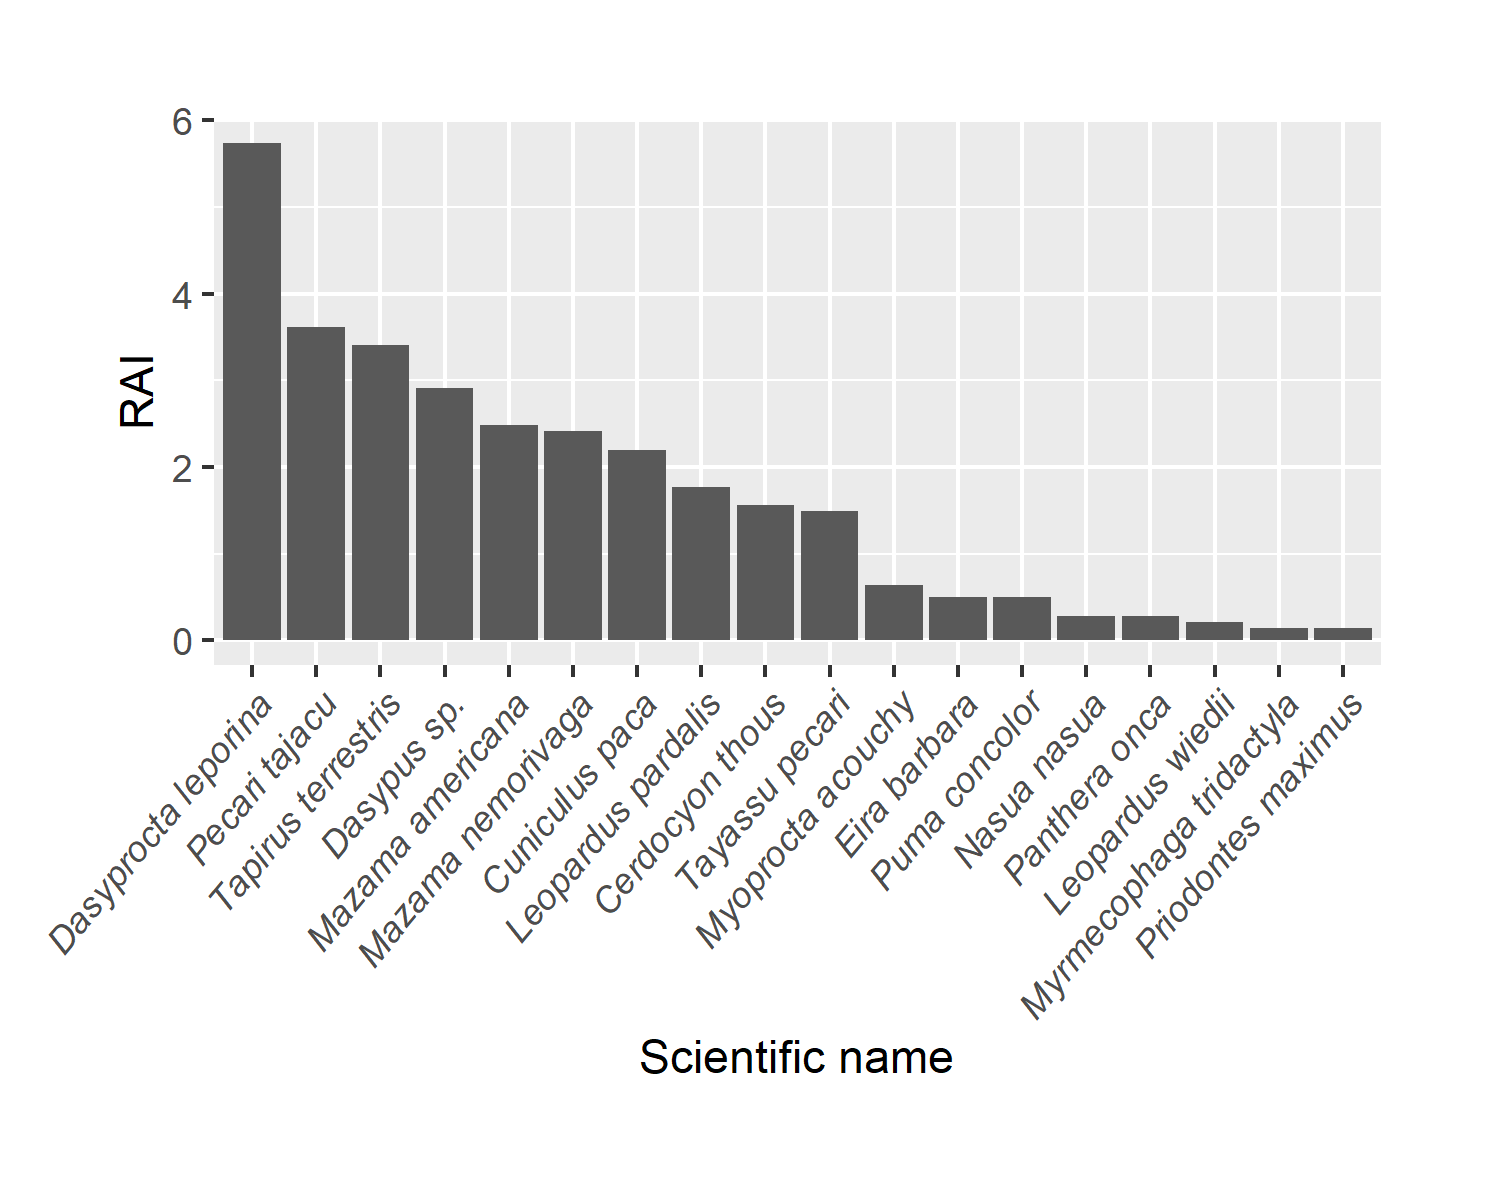 6
4
2
0
RAI
Dasyprocta leporina
Pecari tajacu
Tapirus terrestris
Dasypus sp.
Mazama americana
Mazama nemorivaga
Cuniculus paca
Leopardus pardalis
Cerdocyon thous
Tayassu pecari
Myoprocta acouchy
Eira barbara
Puma concolor
Nasua nasua
Panthera onca
Leopardus wiedii
Myrmecophaga tridactyla
Priodontes maximus
Scientific name